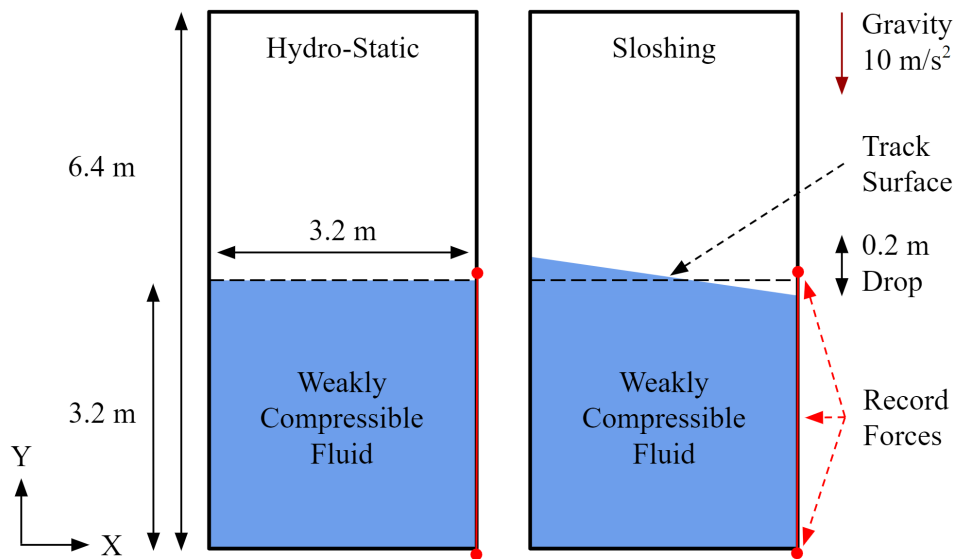 Hydro-Static
Sloshing
Gravity
10 m/s²
6.4 m
Track
Surface
3.2 m
0.2 m
Drop
3.2 m
Weakly
Compressible
Fluid
Weakly
Compressible
Fluid
Record
Forces
Y
X